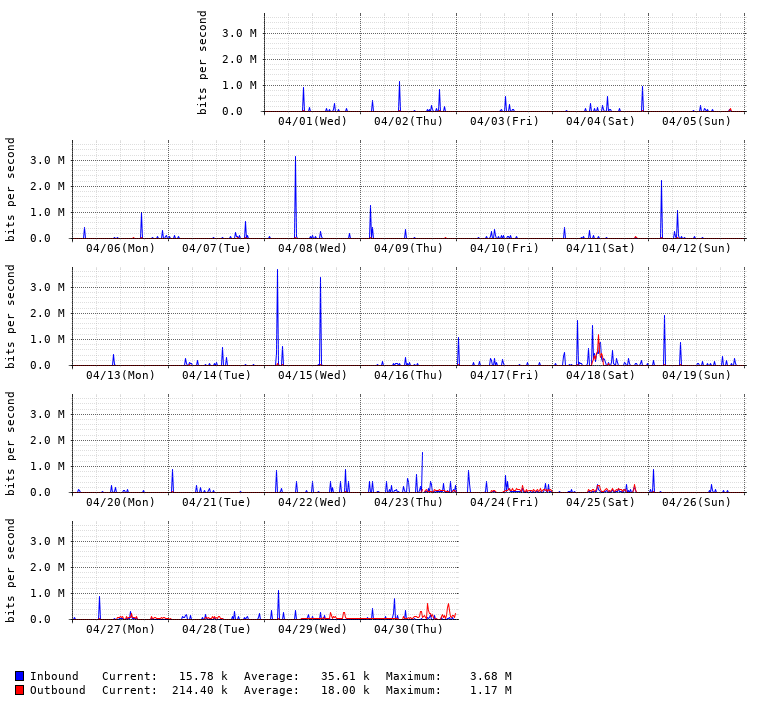 bits per second
3.0 M
2.0 M
1.0 M
0.0
04/01(Wed) 04/02(Thu) 04/03(Fri) 04/04(Sat) 04/05(Sun)
bits per second
3.0 M
2.0 M
1.0 M
0.0
04/06(Mon) 04/07(Tue) 04/08(Wed) 04/09(Thu) 04/10(Fri) 04/11(Sat) 04/12(Sun)
bits per second
3.0 M
2.0 M
1.0 M
0.0
04/13(Mon) 04/14(Tue) 04/15(Wed) 04/16(Thu) 04/17(Fri) 04/18(Sat) 04/19(Sun)
bits per second
3.0 M
2.0 M
1.0 M
0.0
04/20(Mon) 04/21(Tue) 04/22(Wed) 04/23(Thu) 04/24(Fri) 04/25(Sat) 04/26(Sun)
bits per second
3.0 M
2.0 M
1.0 M
0.0
04/27(Mon) 04/28(Tue) 04/29(Wed) 04/30(Thu)
Inbound Current: 15.78 k Average: 35.61 k Maximum: 3.68 M
Outbound Current: 214.40 k Average: 18.00 k Maximum: 1.17 M